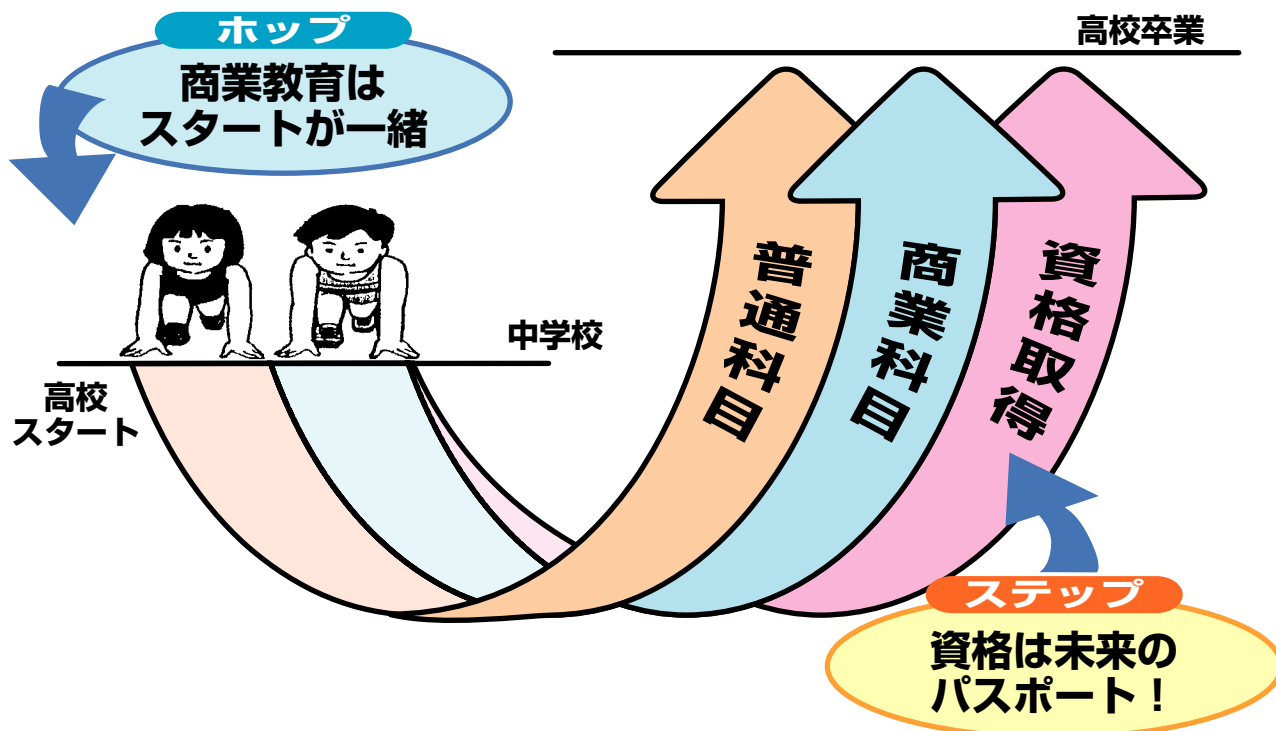 ホップ
商業教育は
スタートが一緒
高校卒業
中学校
高校
スタート
普通科目
商業科目
資格取得
ステップ
資格は未来の
パスポート！